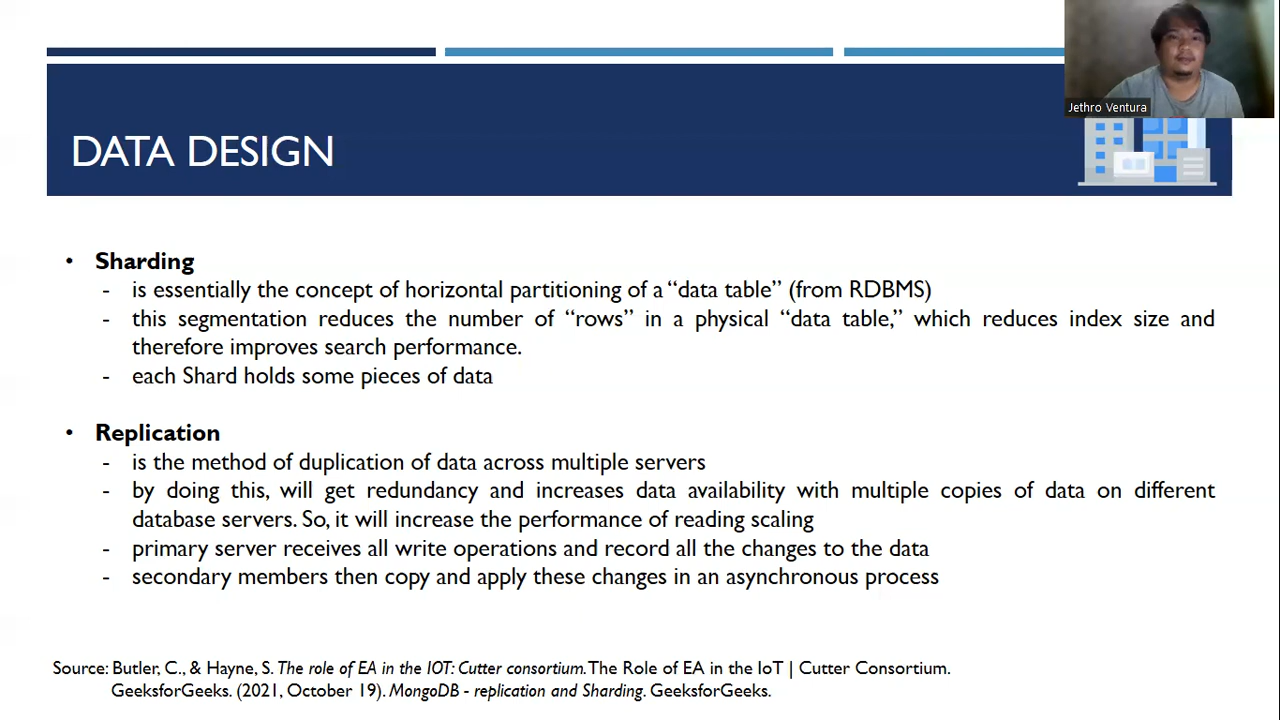 Jethro Ventura
DATA DESIGN
• Sharding
- is essentially the concept of horizontal partitioning of a “data table” (from RDBMS)
- this segmentation reduces the number of “rows” in a physical “data table,” which reduces index size and
therefore improves search performance.
- each Shard holds some pieces of data
• Replication
- is the method of duplication of data across multiple servers
- by doing this, will get redundancy and increases data availability with multiple copies of data on different
database servers. So, it will increase the performance of reading scaling
- primary server receives all write operations and record all the changes to the data
- secondary members then copy and apply these changes in an asynchronous process
Source: Butler, C., & Hayne, S. The role of EA in the IOT: Cutter consortium. The Role of EA in the IoT | Cutter Consortium.
GeeksforGeeks. (2021, October 19). MongoDB - replication and Sharding. GeeksforGeeks.